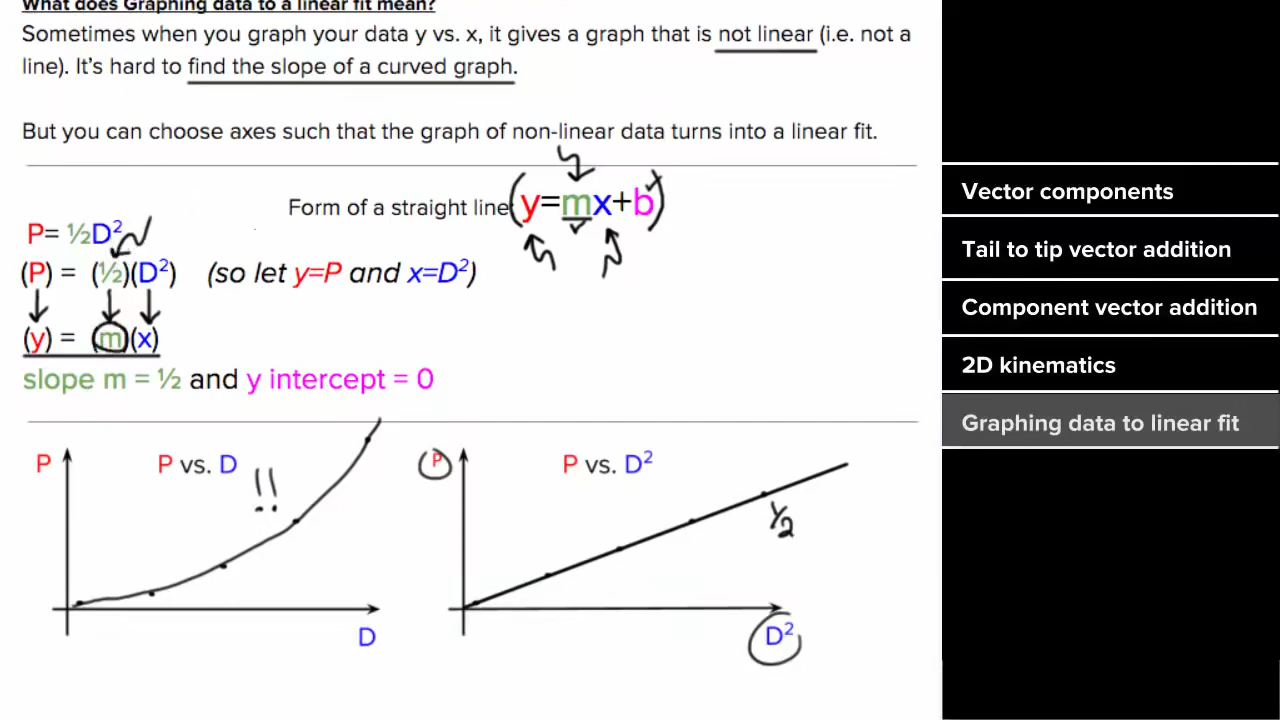 What does Graphing data to a linear fit mean?
Sometimes when you graph your data y vs. x, it gives a graph that is not linear (i.e. not a
line). It's hard to find the slope of a curved graph.
But you can choose axes such that the graph of non-linear data turns into a linear fit.
Form of a straight line (y=mx+b)
P= ½D²
(P) = (½)(D²) (so let y=P and x=D²)
(y) = (m)(x)
slope m = ½ and y intercept = 0
P
P vs. D
!!
D
P
P vs. D²
1/2
D²
Vector components
Tail to tip vector addition
Component vector addition
2D kinematics
Graphing data to linear fit